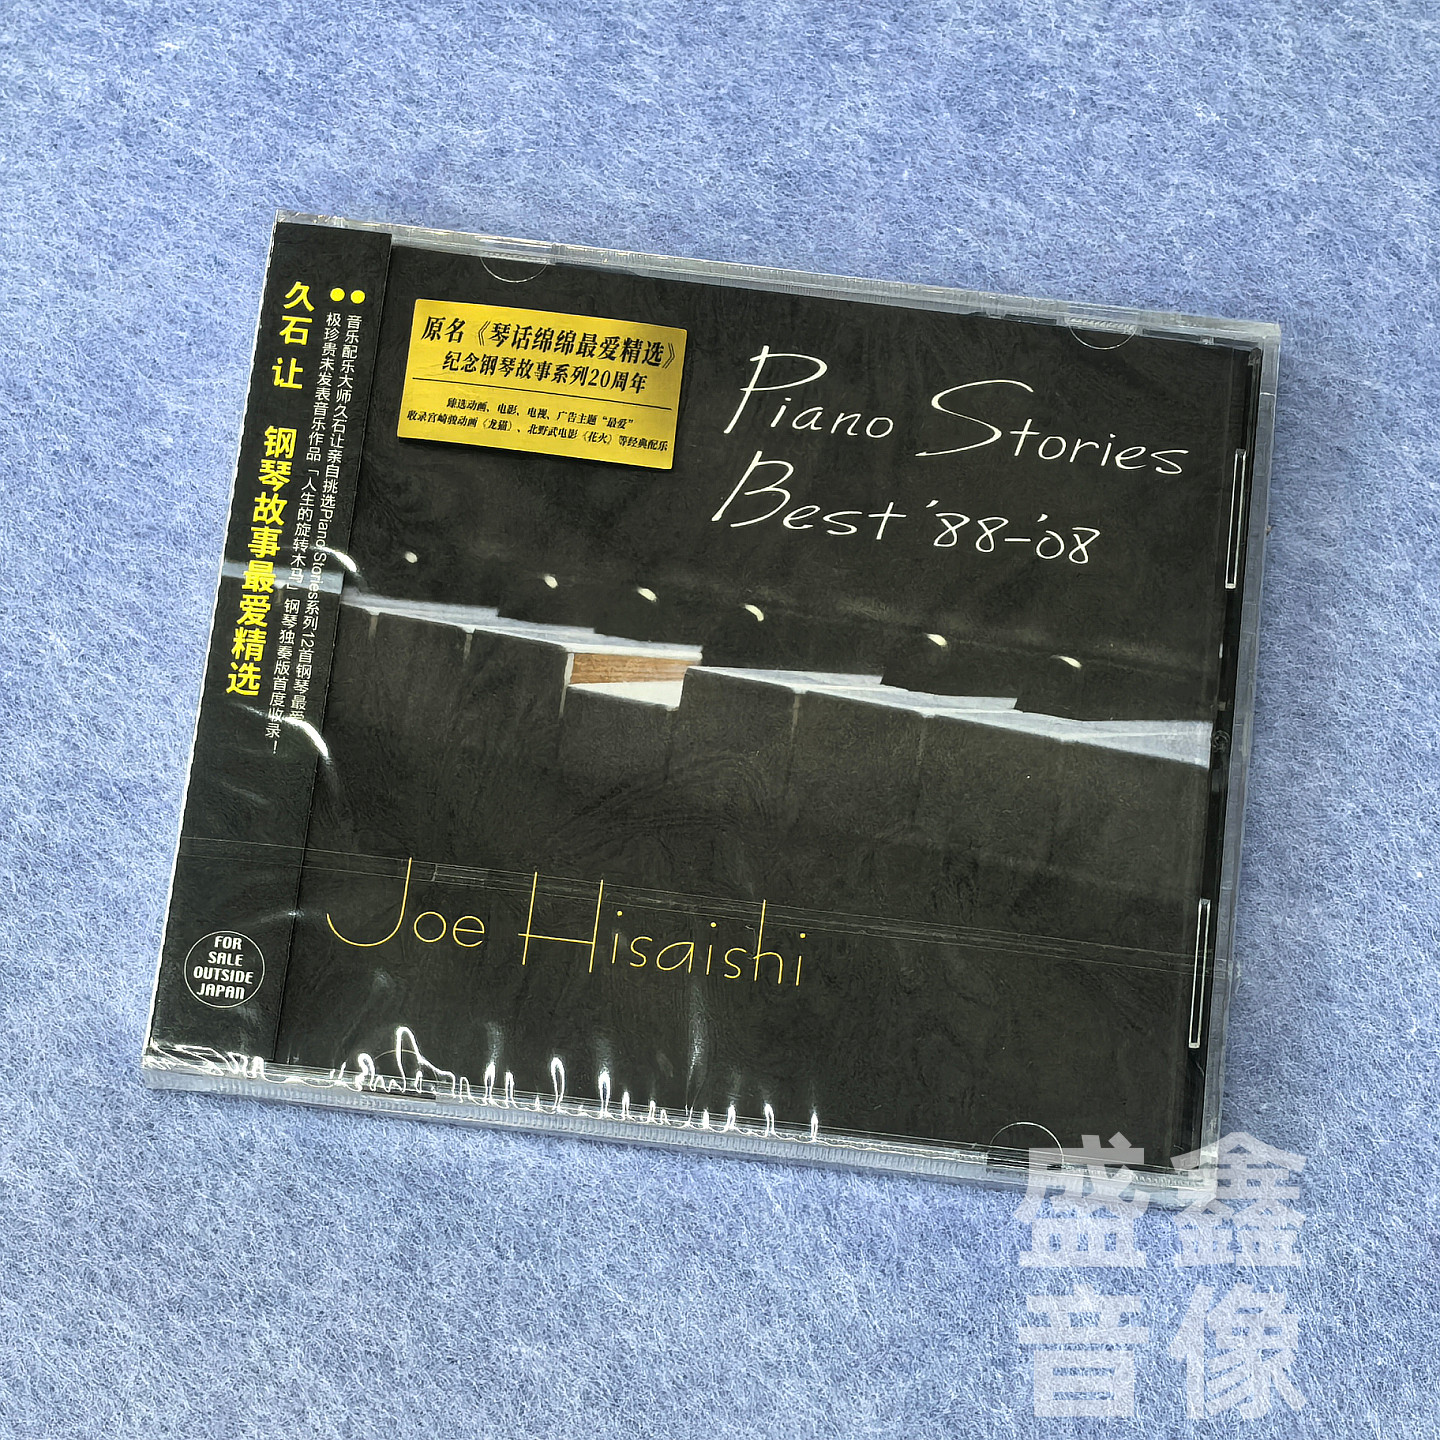 久石 让 钢琴故事最爱精选
音乐配乐大师久石让亲自挑选Piano Stories系列12首钢琴最爱
极珍贵未发表音乐作品「人生的旋转木马」钢琴独奏版首度收录!
FOR
SALE
OUTSIDE
JAPAN
原名《琴话绵绵最爱精选》
纪念钢琴故事系列20周年
臻选动画、电影、电视、广告主题“最爱”
收录宫崎骏动画《龙猫》、北野武电影《花火》等经典配乐
Piano Stories
Best '88-'08
Joe Hisaishi
盛鑫
音像